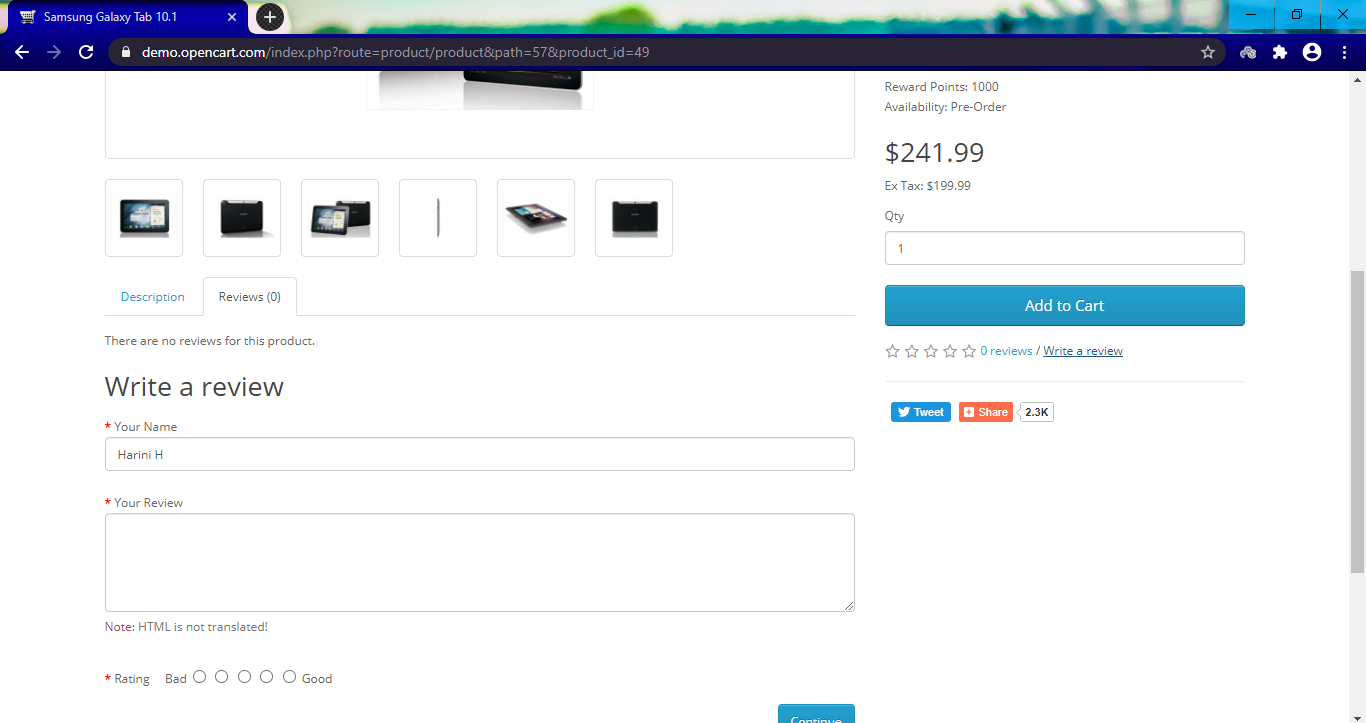 Samsung Galaxy Tab 10.1
demo.opencart.com/index.php?route=product/product&path=57&product_id=49
Reward Points: 1000
Availability: Pre-Order
$241.99
Ex Tax: $199.99
Qty
1
Add to Cart
0 reviews / Write a review
Tweet Share 2.3K
Description Reviews (0)
There are no reviews for this product.
Write a review
* Your Name
Harini H
* Your Review
Note: HTML is not translated!
* Rating Bad Good
Continue